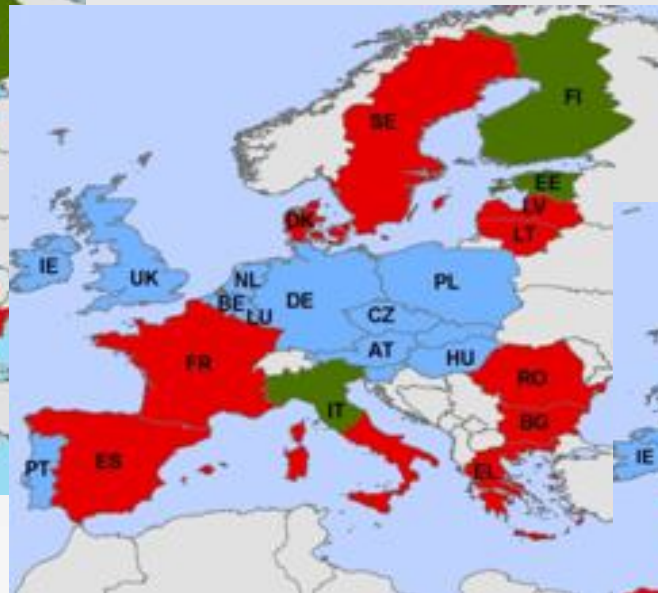 FI
SE
EE
LV
DK
LT
IE
UK
NL
PL
BE
DE
LU
CZ
AT
HU
FR
RO
IT
BG
PT
ES
EL
IE